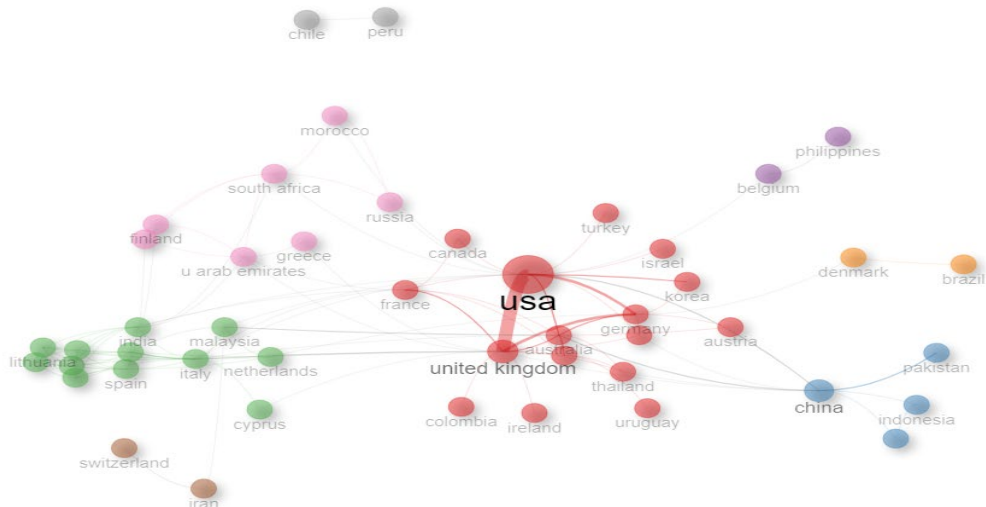 chile
peru
morocco
philippines
south africa
belgium
russia
turkey
finland
canada
greece
israel
u arab emirates
denmark
brazil
korea
france
usa
germany
india
malaysia
australia
austria
lithuania
united kingdom
pakistan
netherlands
italy
spain
thailand
china
cyprus
colombia
ireland
uruguay
indonesia
switzerland
iran